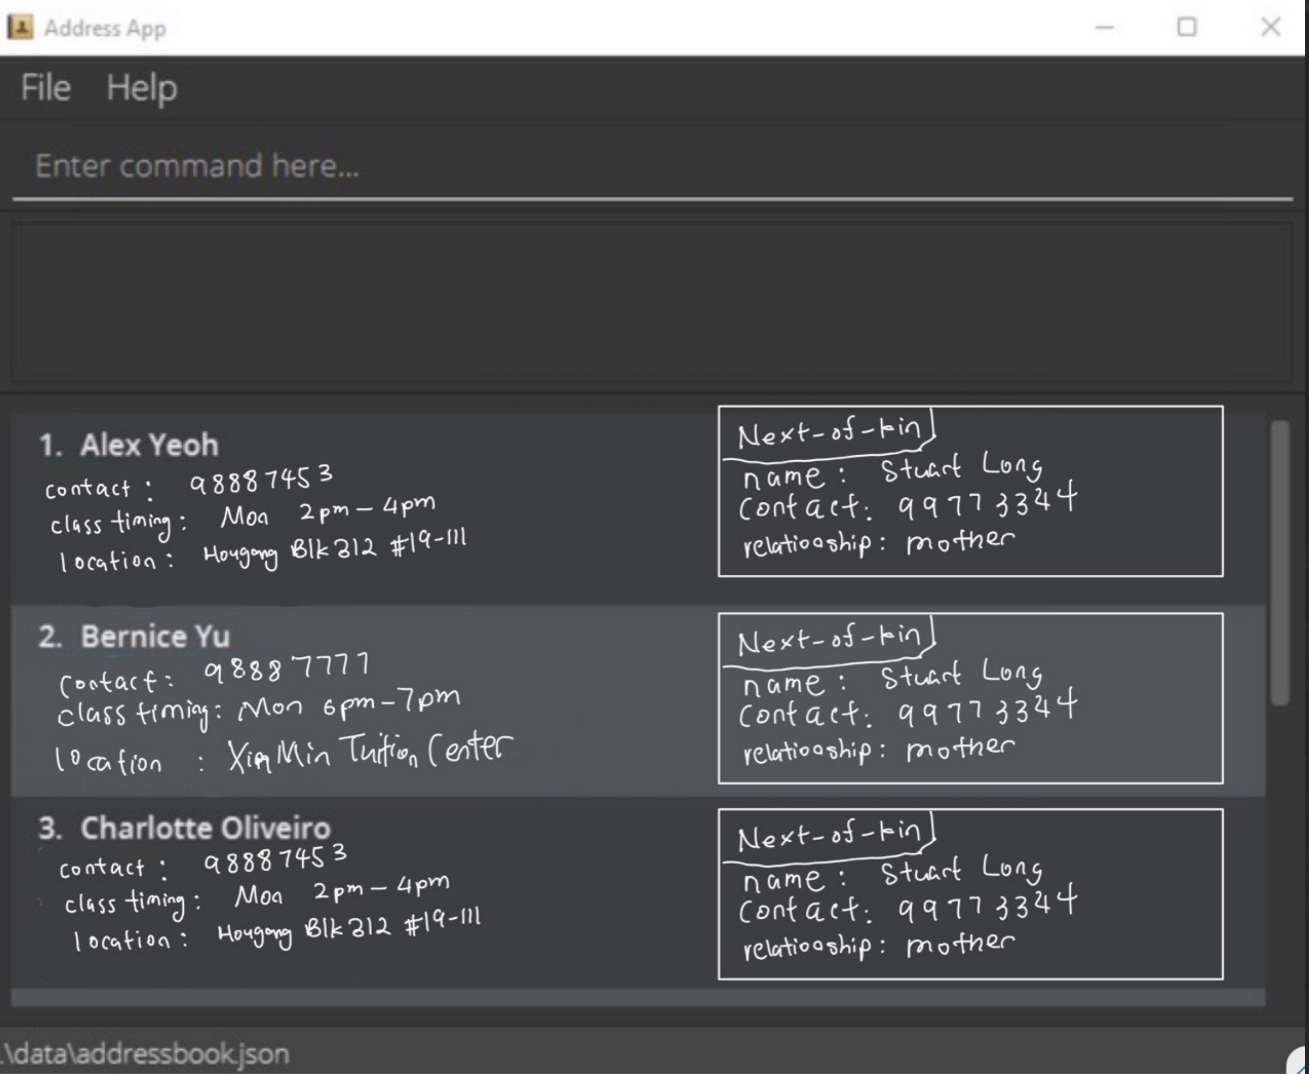 Address App
File Help
Enter command here...
1. Alex Yeoh
contact : 98887453
class timing : Mon 2pm - 4pm
location : Hougang Blk 312 #19-111
Next-of-kin
name : Stuart Long
Contact : 99773344
relationship : mother
2. Bernice Yu
Contact : 98887777
class timing : Mon 6pm-7pm
location : Xin Min Tuition Center
Next-of-kin
name : Stuart Long
Contact : 99773344
relationship : mother
3. Charlotte Oliveiro
contact : 98887453
class timing : Mon 2pm - 4pm
location : Hougang Blk 312 #19-111
Next-of-kin
name : Stuart Long
Contact : 99773344
relationship : mother
.\data\addressbook.json